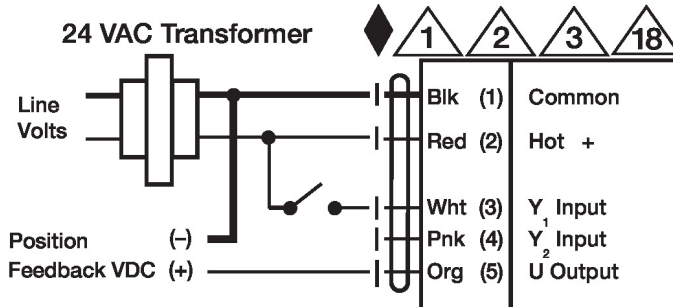 24 VAC Transformer
1 2 3 18
Line
Volts
Blk (1) Common
Red (2) Hot +
Wht (3) Y1 Input
Pnk (4) Y2 Input
Org (5) U Output
Position (–)
Feedback VDC (+)